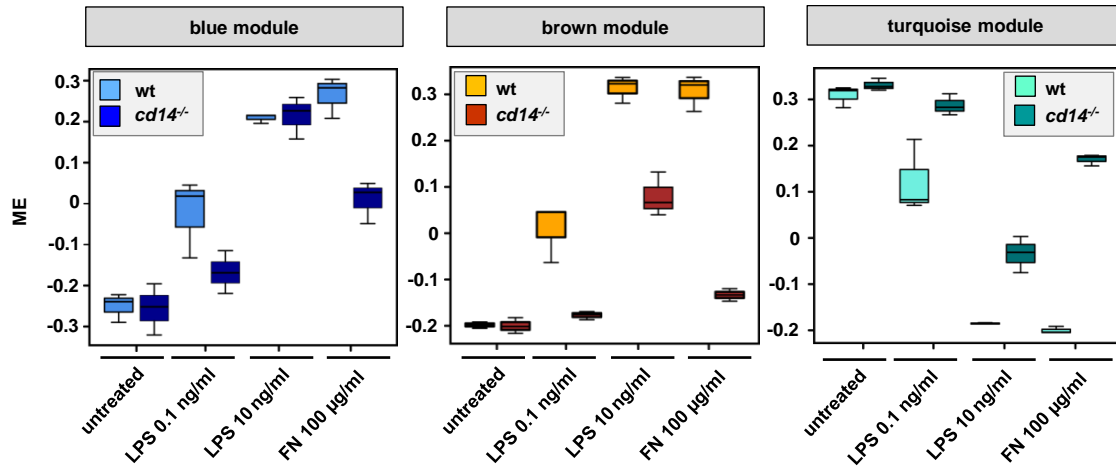 blue module
brown module
turquoise module
ME
0.3
0.2
0.1
0
-0.1
-0.2
-0.3
wt
cd14-/-
untreated
LPS 0.1 ng/ml
LPS 10 ng/ml
FN 100 µg/ml
0.3
0.2
0.1
0
-0.1
-0.2
wt
cd14-/-
untreated
LPS 0.1 ng/ml
LPS 10 ng/ml
FN 100 µg/ml
0.3
0.2
0.1
0
-0.1
-0.2
wt
cd14-/-
untreated
LPS 0.1 ng/ml
LPS 10 ng/ml
FN 100 µg/ml